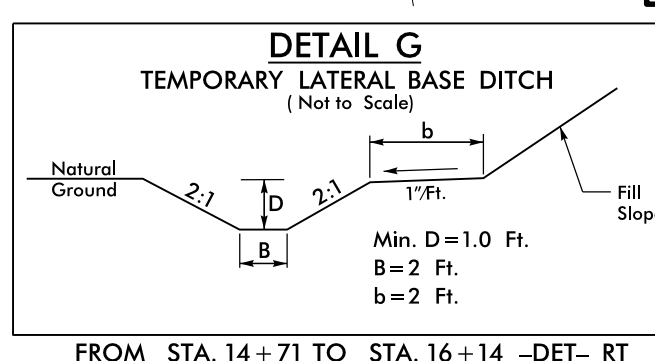 DETAIL G
TEMPORARY LATERAL BASE DITCH
( Not to Scale)
b
Natural
Ground
2:1
D
2:1
1"/Ft.
Fill
Slope
B
Min. D=1.0 Ft.
B=2 Ft.
b=2 Ft.
FROM STA. 14+71 TO STA. 16+14 -DET- RT